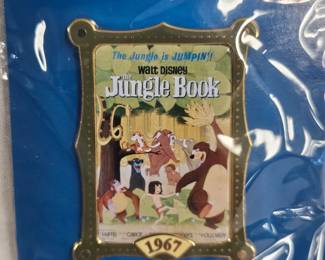 The Jungle is JUMPIN'!
WALT DISNEY
The
Jungle Book
1967